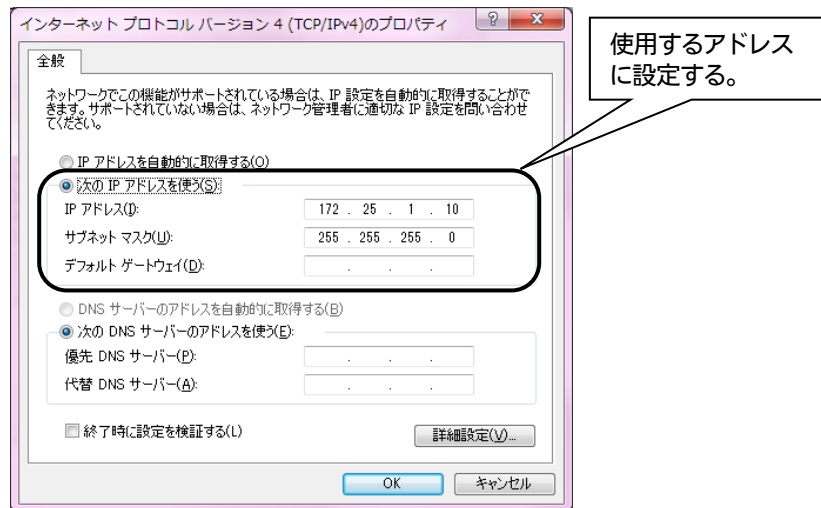 インターネット プロトコル バージョン 4 (TCP/IPv4)のプロパティ
使用するアドレス
に設定する。
全般
ネットワークでこの機能がサポートされている場合は、IP 設定を自動的に取得することがで
きます。サポートされていない場合は、ネットワーク管理者に適切な IP 設定を問い合わせ
てください。
IP アドレスを自動的に取得する(O)
次の IP アドレスを使う(S):
IP アドレス(I):
172 . 25 . 1 . 10
サブネット マスク(U):
255 . 255 . 255 . 0
デフォルト ゲートウェイ(D):
. . .
DNS サーバーのアドレスを自動的に取得する(B)
次の DNS サーバーのアドレスを使う(E):
優先 DNS サーバー(P):
. . .
代替 DNS サーバー(A):
. . .
終了時に設定を検証する(L)
詳細設定(V)...
OK
キャンセル